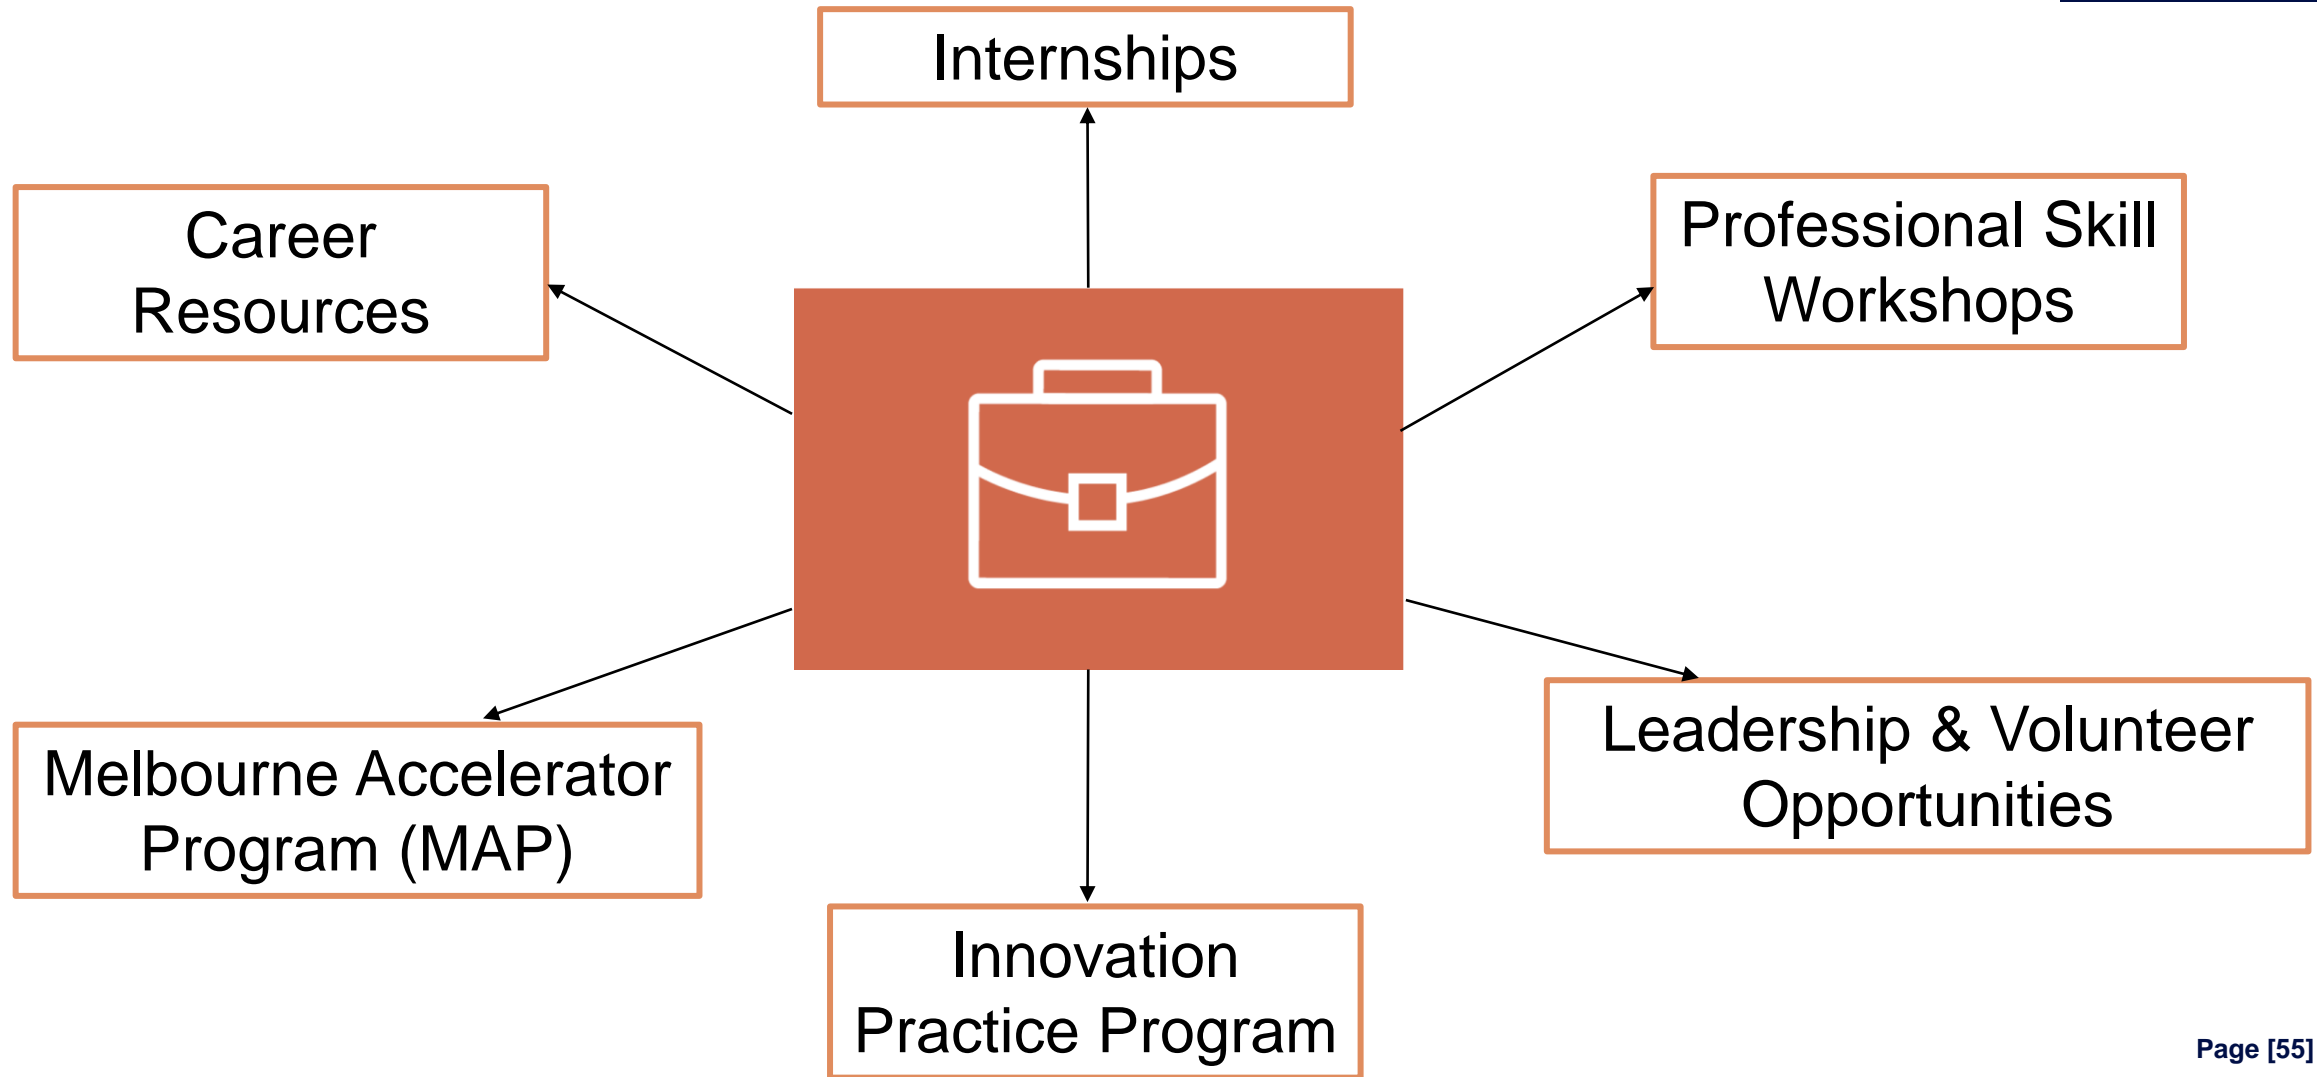 Internships
Career
Resources
Professional Skill
Workshops
Melbourne Accelerator
Program (MAP)
Leadership & Volunteer
Opportunities
Innovation
Practice Program
Page [55]